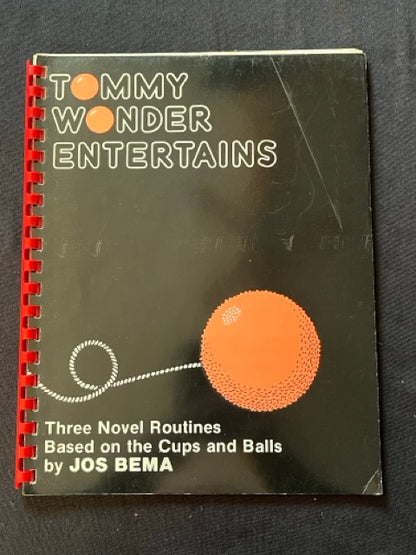 TOMMY
WONDER
ENTERTAINS
Three Novel Routines
Based on the Cups and Balls
by JOS BEMA